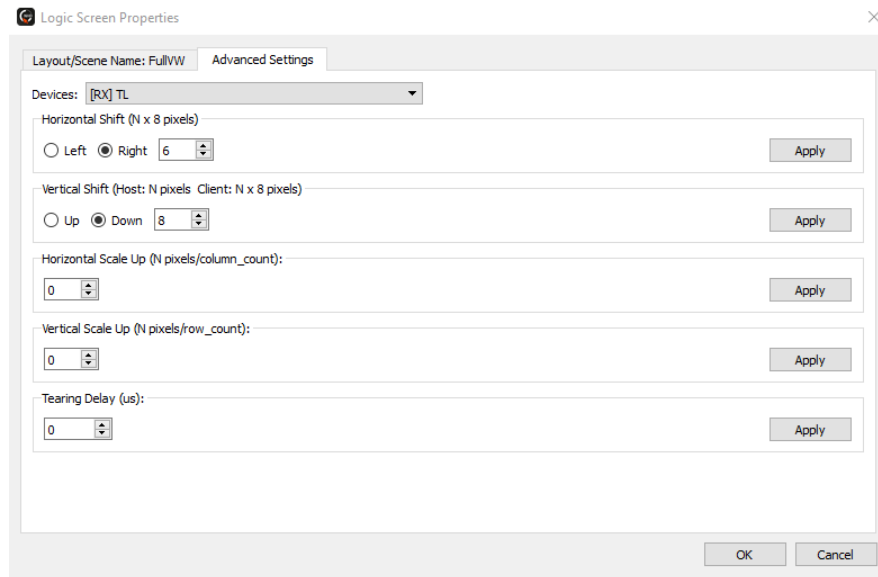 Logic Screen Properties
Layout/Scene Name: FullVW
Advanced Settings
Devices: [RX] TL
Horizontal Shift (N x 8 pixels)
Left Right 6 Apply
Vertical Shift (Host: N pixels Client: N x 8 pixels)
Up Down 8 Apply
Horizontal Scale Up (N pixels/column_count):
0 Apply
Vertical Scale Up (N pixels/row_count):
0 Apply
Tearing Delay (us):
0 Apply
OK Cancel